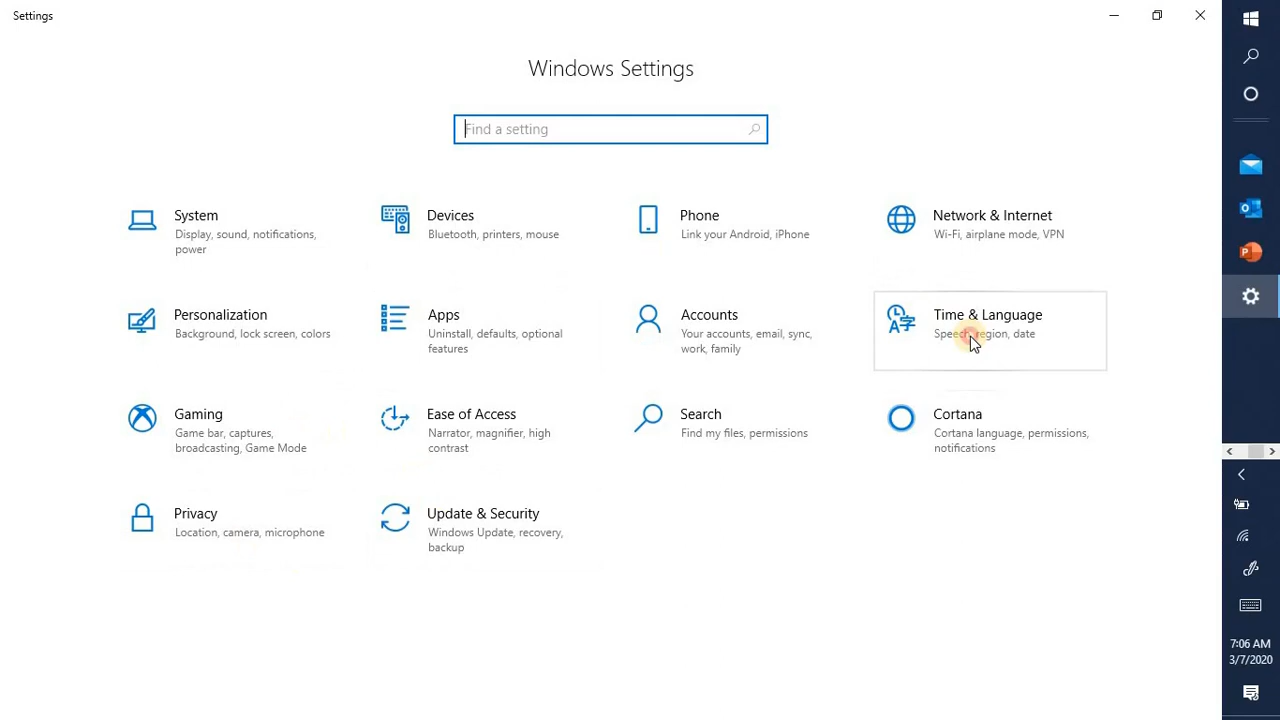 Settings
Windows Settings
Find a setting
System
Display, sound, notifications,
power
Devices
Bluetooth, printers, mouse
Phone
Link your Android, iPhone
Network & Internet
Wi-Fi, airplane mode, VPN
Personalization
Background, lock screen, colors
Apps
Uninstall, defaults, optional
features
Accounts
Your accounts, email, sync,
work, family
Time & Language
Speech, region, date
Gaming
Game bar, captures,
broadcasting, Game Mode
Ease of Access
Narrator, magnifier, high
contrast
Search
Find my files, permissions
Cortana
Cortana language, permissions,
notifications
Privacy
Location, camera, microphone
Update & Security
Windows Update, recovery,
backup
7:06 AM
3/7/2020